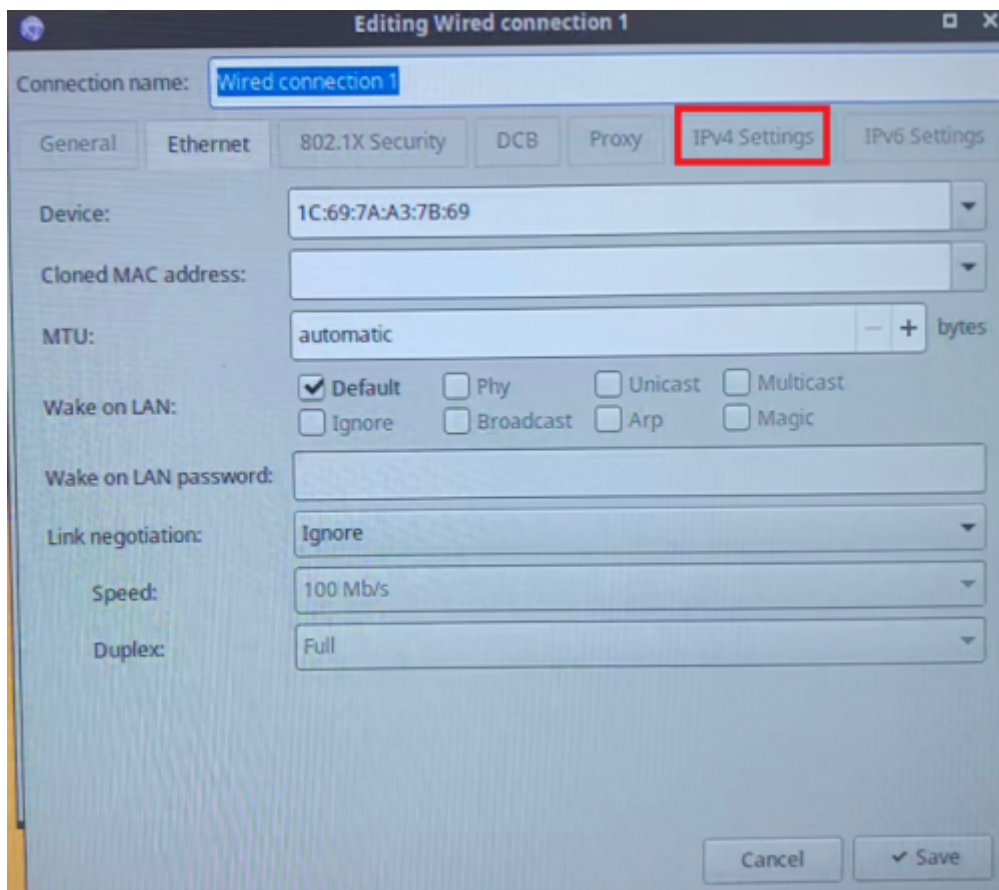 Editing Wired connection 1
Connection name: Wired connection 1
General Ethernet 802.1X Security DCB Proxy IPv4 Settings IPv6 Settings
Device: 1C:69:7A:A3:7B:69
Cloned MAC address:
MTU: automatic bytes
Wake on LAN: Default Phy Unicast Multicast
Ignore Broadcast Arp Magic
Wake on LAN password:
Link negotiation: Ignore
Speed: 100 Mb/s
Duplex: Full
Cancel Save